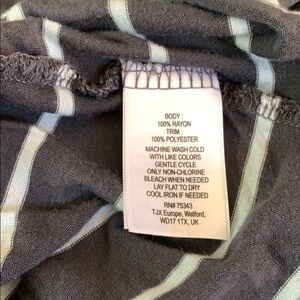 BODY:
100% RAYON
TRIM:
100% POLYESTER
MACHINE WASH COLD
WITH LIKE COLORS
GENTLE CYCLE
ONLY NON-CHLORINE
BLEACH WHEN NEEDED
LAY FLAT TO DRY
COOL IRON IF NEEDED
RN# 75343
TJX Europe, Watford,
WD17 1TX, UK